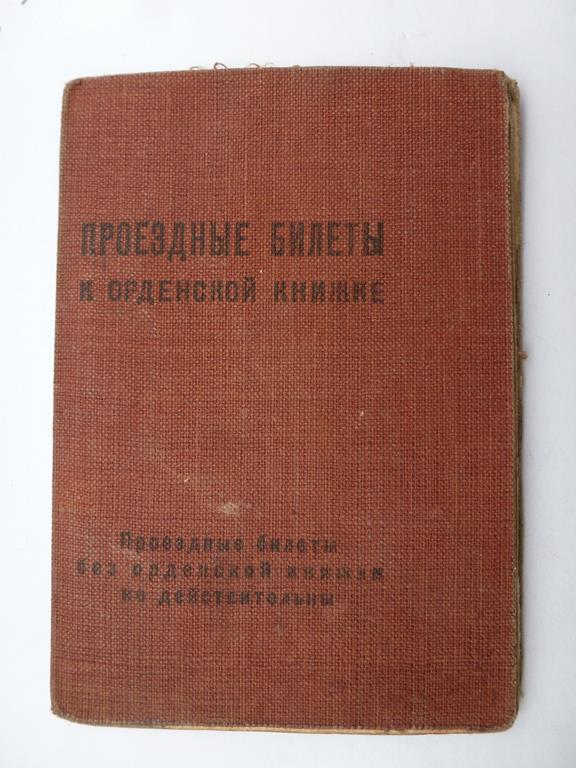 ПРОЕЗДНЫЕ БИЛЕТЫ
К ОРДЕНСКОЙ КНИЖКЕ
Проездные билеты
без орденской книжки
не действительны